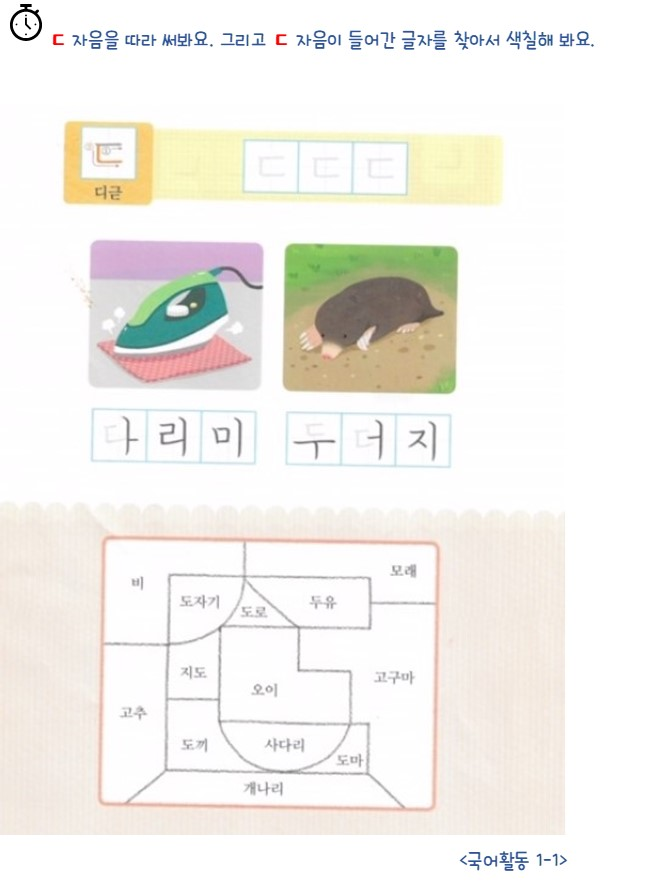 ㄷ 자음을 따라 써봐요. 그리고 ㄷ 자음이 들어간 글자를 찾아서 색칠해 봐요.
디귿
ㄷ ㄷ ㄷ
다리미 두더지
비
모래
도자기
도로
두유
지도
오이
고구마
고추
도끼
사다리
도마
개나리
<국어활동 1-1>